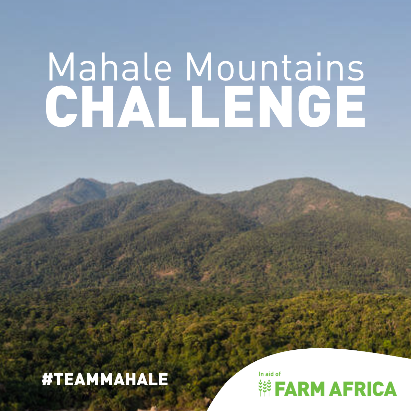 Mahale Mountains
CHALLENGE
#TEAMMAHALE
In aid of
FARM AFRICA